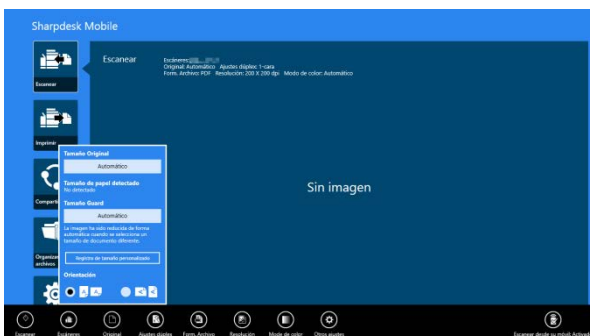 Sharpdesk Mobile
Escanear
Escanear
Escáneres:
Original: Automático Ajustes dúplex: 1-cara
Form. Archivo: PDF Resolución: 200 X 200 dpi Modo de color: Automático
Imprimir
Sin imagen
Tamaño Original
Automático
Tamaño de papel detectado
No detectado
Tamaño Guard
Automático
La imagen ha sido reducida de forma
automática cuando se selecciona un
tamaño de documento diferente.
Registro de tamaño personalizado
Orientación
Comparti
Organizar
archivos
Escanear
Escáneres
Original
Ajustes dúplex
Form. Archivo
Resolución
Modo de color
Otros ajustes
Escanear desde su móvil: Activad